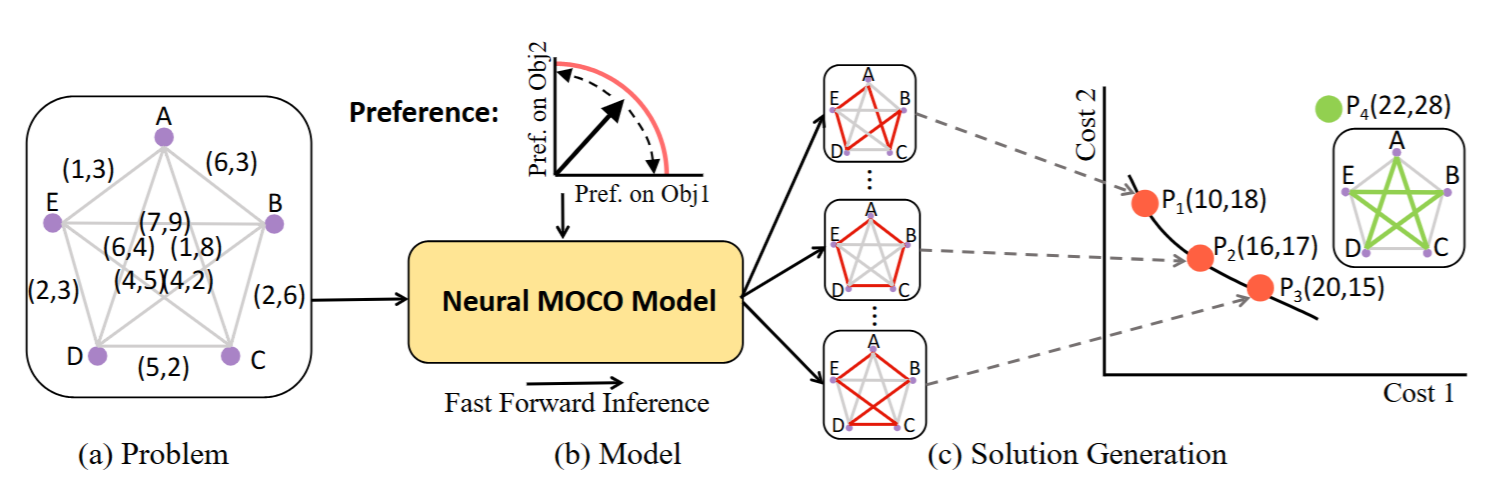 A
(1,3)
(6,3)
E
B
(7,9)
(6,4)
(1,8)
(4,5)
(4,2)
(2,3)
(2,6)
D
C
(5,2)
(a) Problem
Preference:
Pref. on Obj2
Pref. on Obj1
Neural MOCO Model
Fast Forward Inference
(b) Model
A
E
B
D
C
⋮
A
E
B
D
C
⋮
A
E
B
D
C
Cost 2
Cost 1
P1(10,18)
P2(16,17)
P3(20,15)
P4(22,28)
A
E
B
D
C
(c) Solution Generation